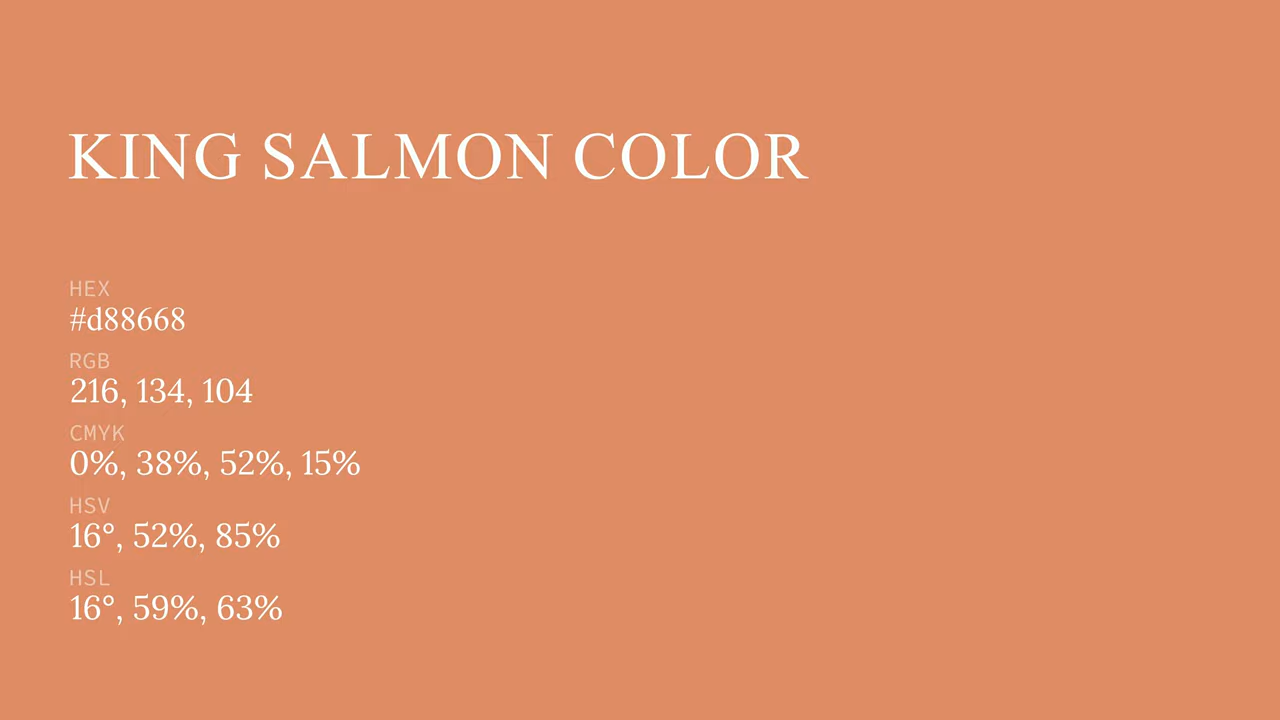 KING SALMON COLOR
HEX
#d88668
RGB
216, 134, 104
CMYK
0%, 38%, 52%, 15%
HSV
16°, 52%, 85%
HSL
16°, 59%, 63%